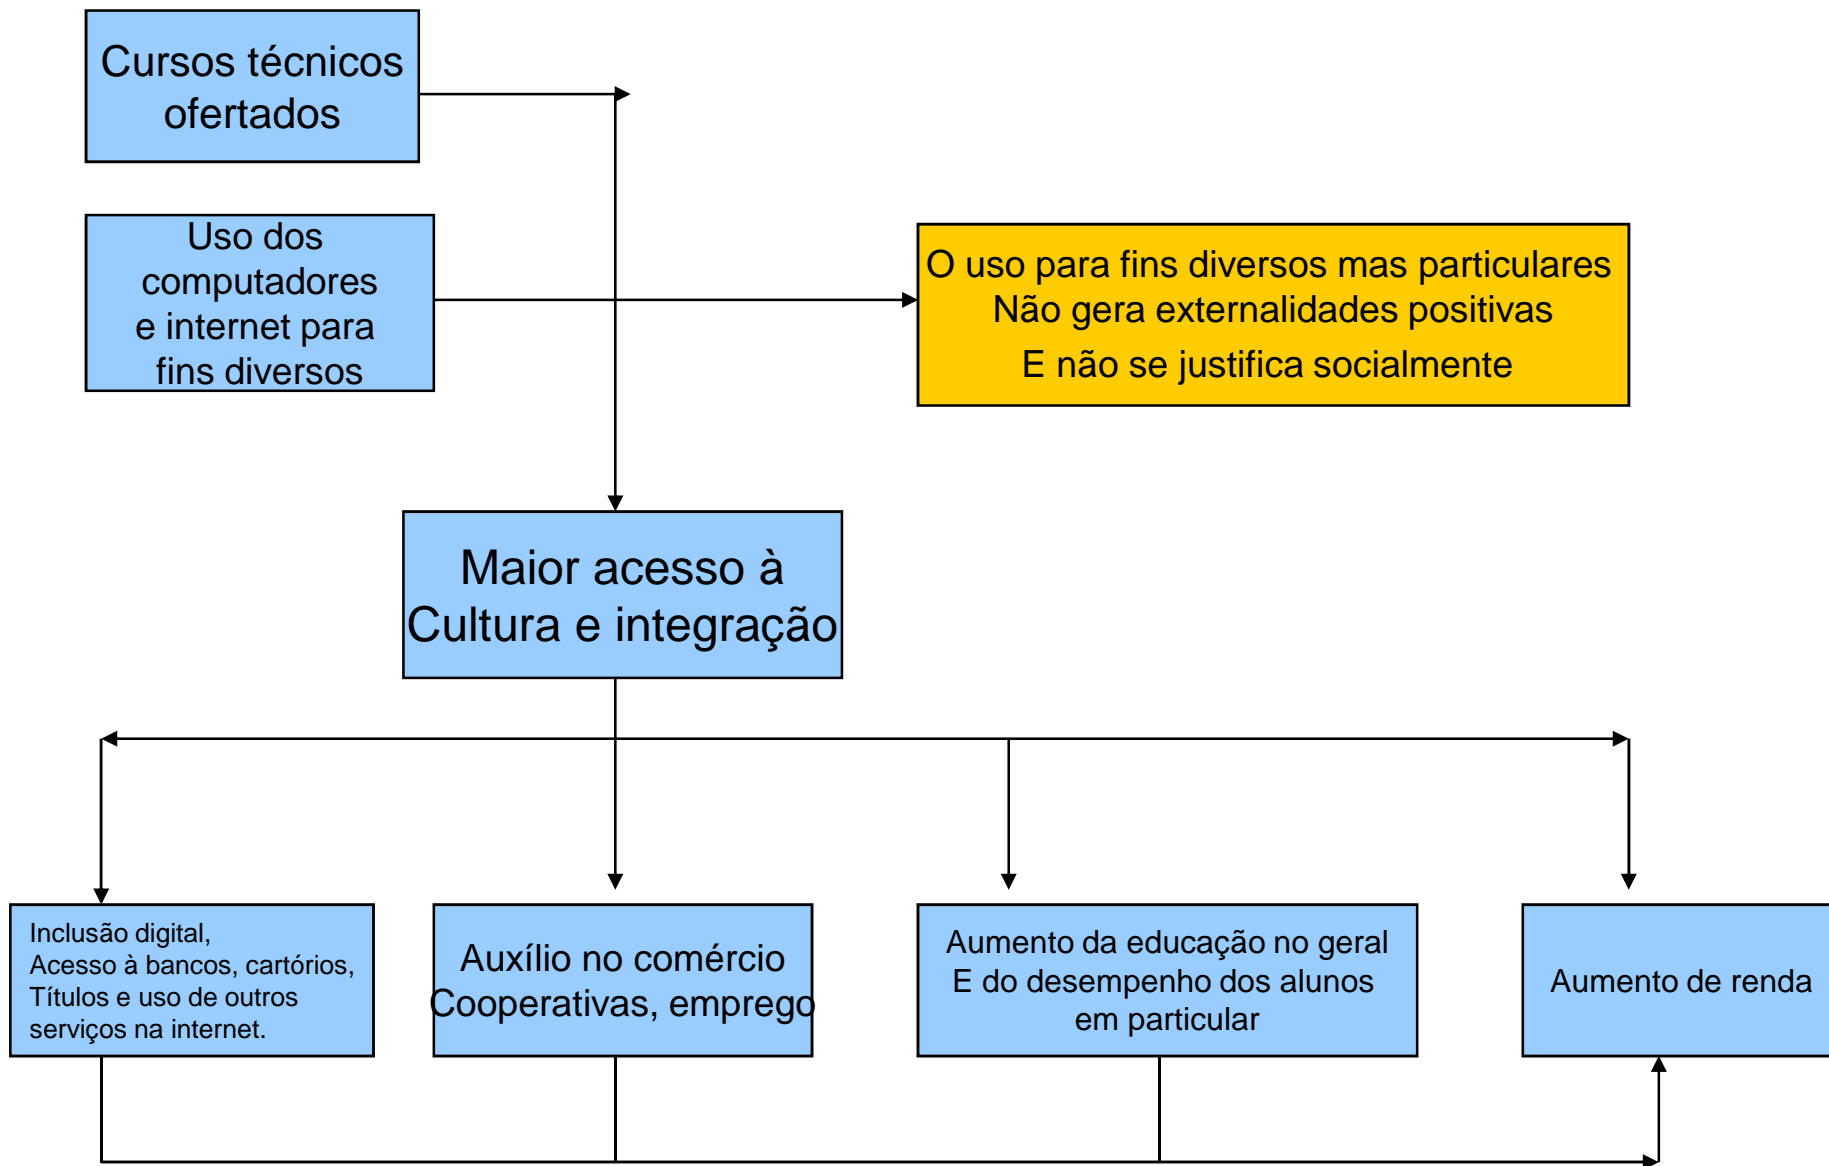 Cursos técnicos
ofertados
Uso dos
computadores
e internet para
fins diversos
O uso para fins diversos mas particulares
Não gera externalidades positivas
E não se justifica socialmente
Maior acesso à
Cultura e integração
Inclusão digital,
Acesso à bancos, cartórios,
Títulos e uso de outros
serviços na internet.
Auxílio no comércio
Cooperativas, emprego
Aumento da educação no geral
E do desempenho dos alunos
em particular
Aumento de renda